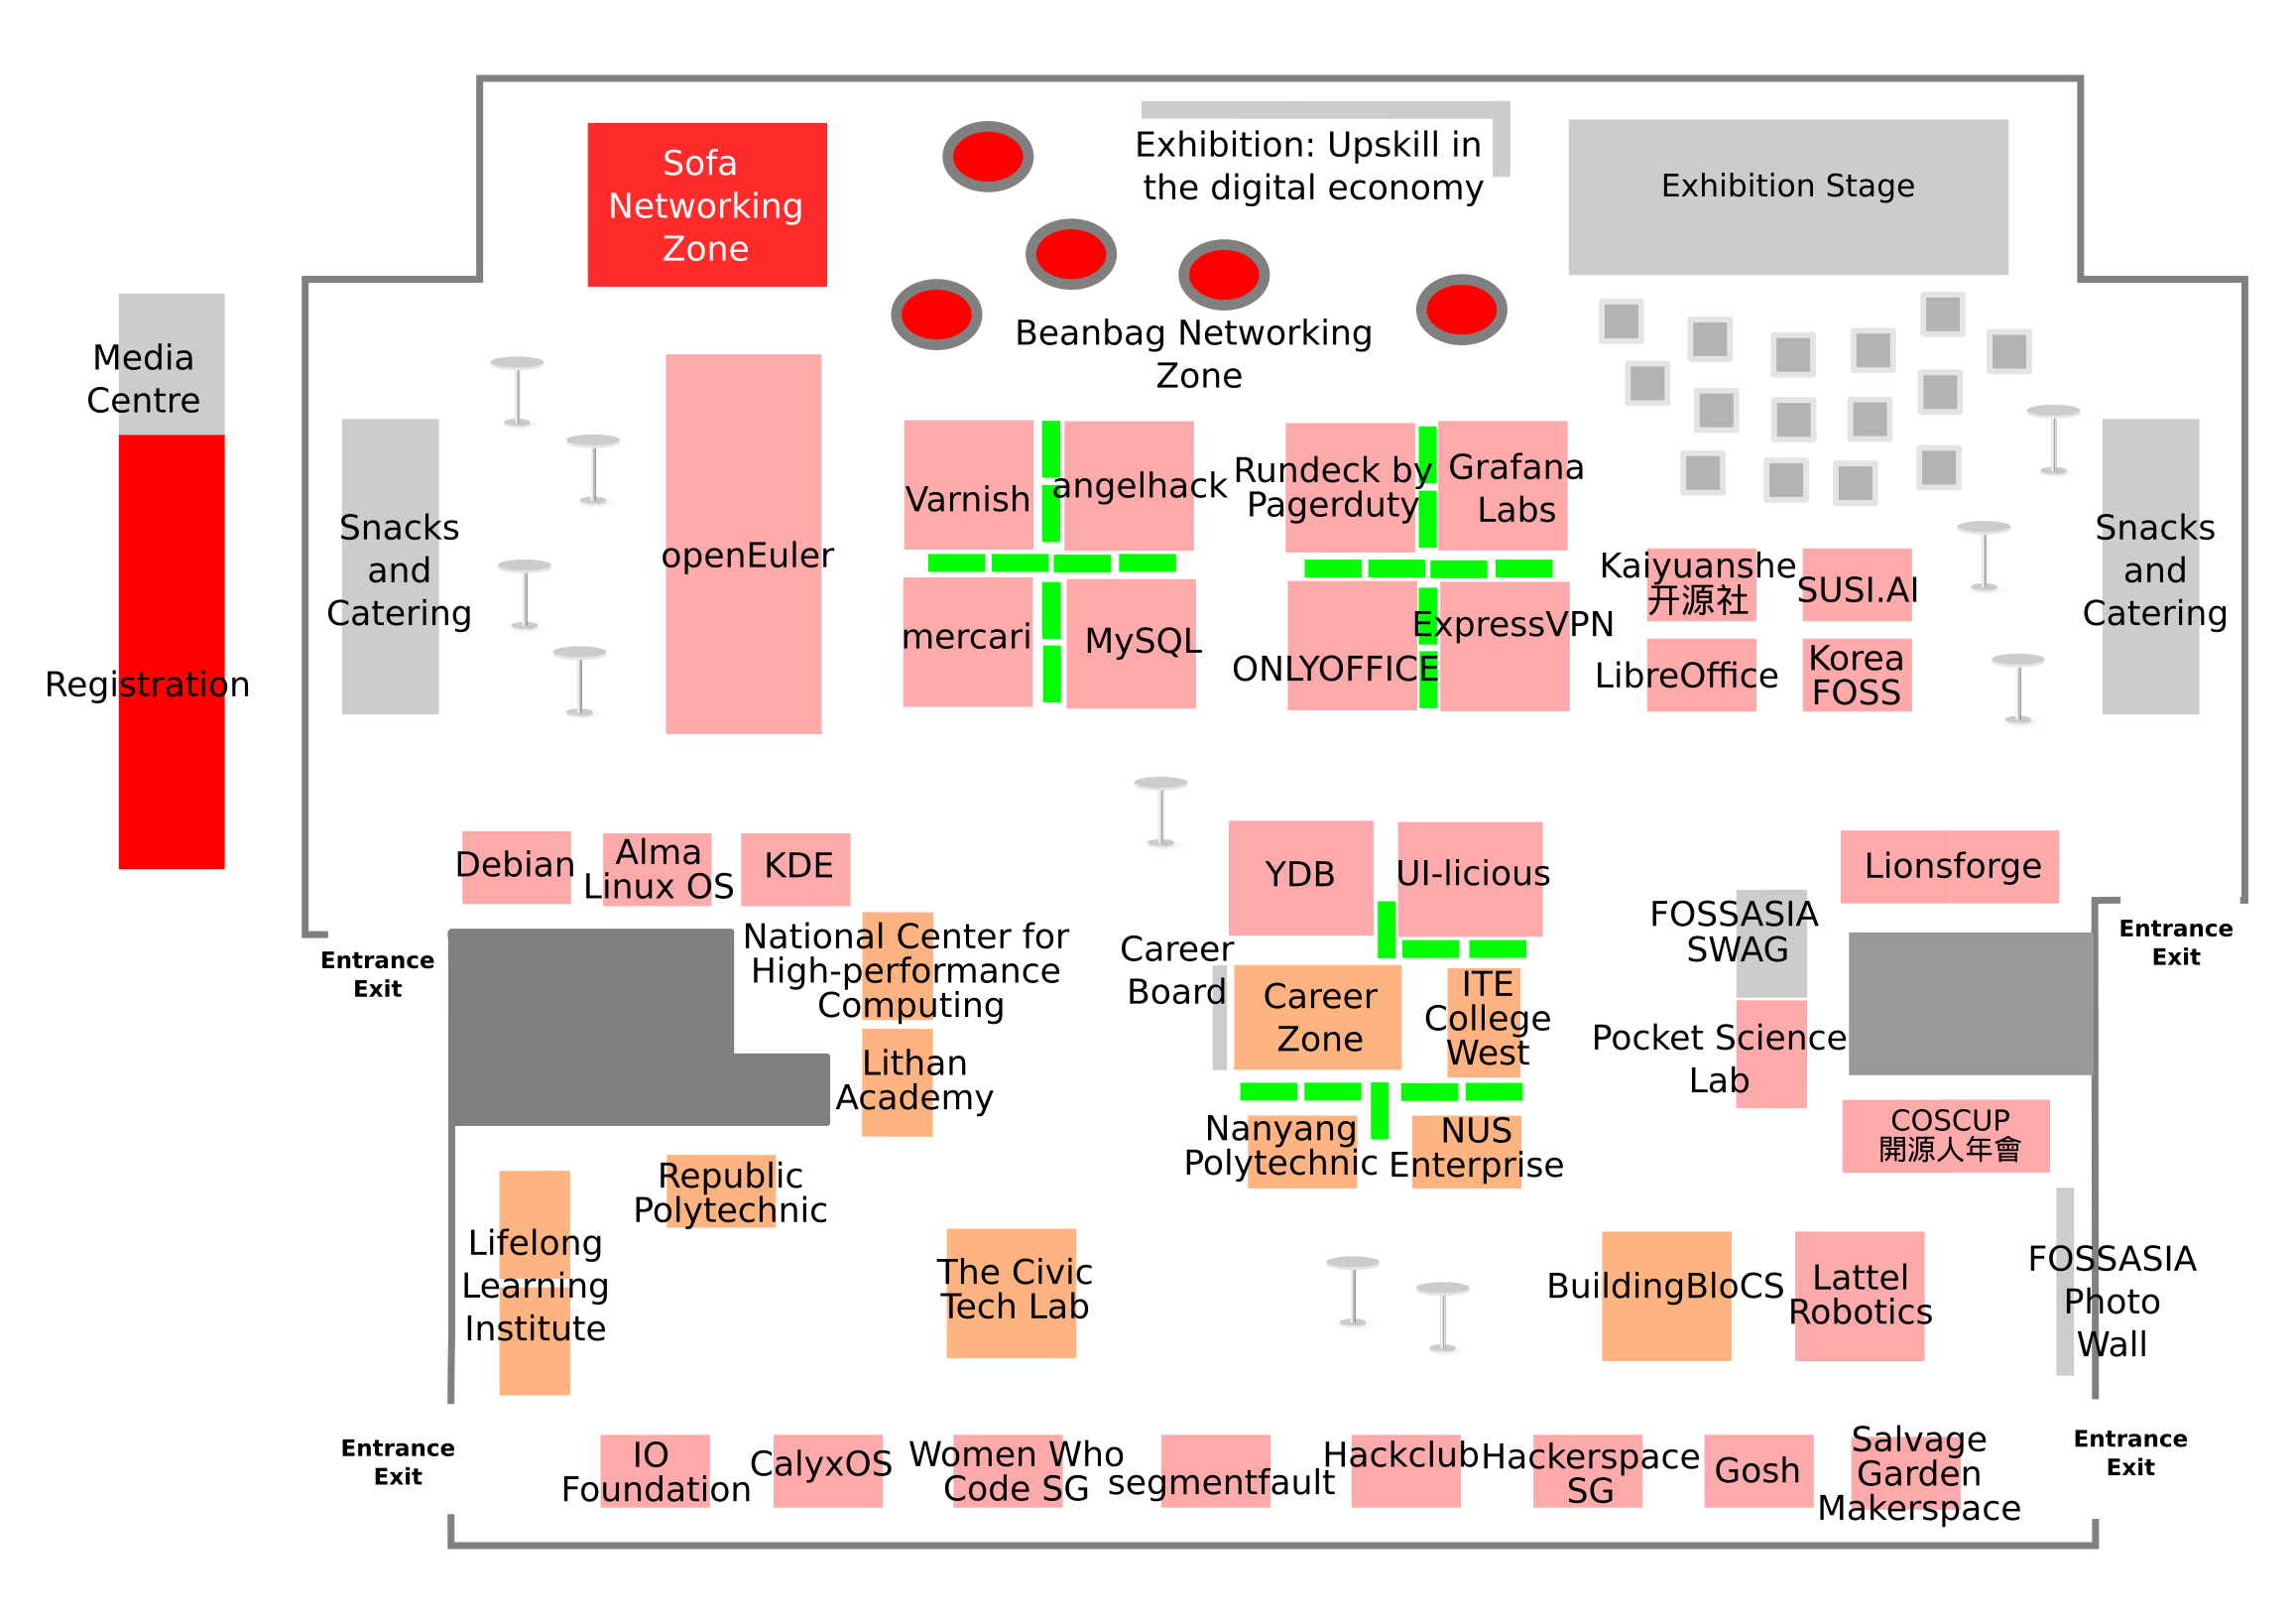 Sofa
Networking
Zone
Exhibition: Upskill in
the digital economy
Exhibition Stage
Beanbag Networking
Zone
Media
Centre
Registration
Snacks
and
Catering
openEuler
Varnish
angelhack
Rundeck by
Pagerduty
Grafana
Labs
mercari
MySQL
ONLYOFFICE
ExpressVPN
Kaiyuanshe
开源社
SUSI.AI
LibreOffice
Korea
FOSS
Snacks
and
Catering
Debian
Alma
Linux OS
KDE
YDB
UI-licious
Lionsforge
FOSSASIA
SWAG
Entrance
Exit
Entrance
Exit
National Center for
High-performance
Computing
Career
Board
Career
Zone
ITE
College
West
Pocket Science
Lab
Lithan
Academy
Nanyang
Polytechnic
NUS
Enterprise
COSCUP
開源人年會
Republic
Polytechnic
Lifelong
Learning
Institute
The Civic
Tech Lab
BuildingBloCS
Lattel
Robotics
FOSSASIA
Photo
Wall
Entrance
Exit
IO
Foundation
CalyxOS
Women Who
Code SG
segmentfault
Hackclub
Hackerspace
SG
Gosh
Salvage
Garden
Makerspace
Entrance
Exit